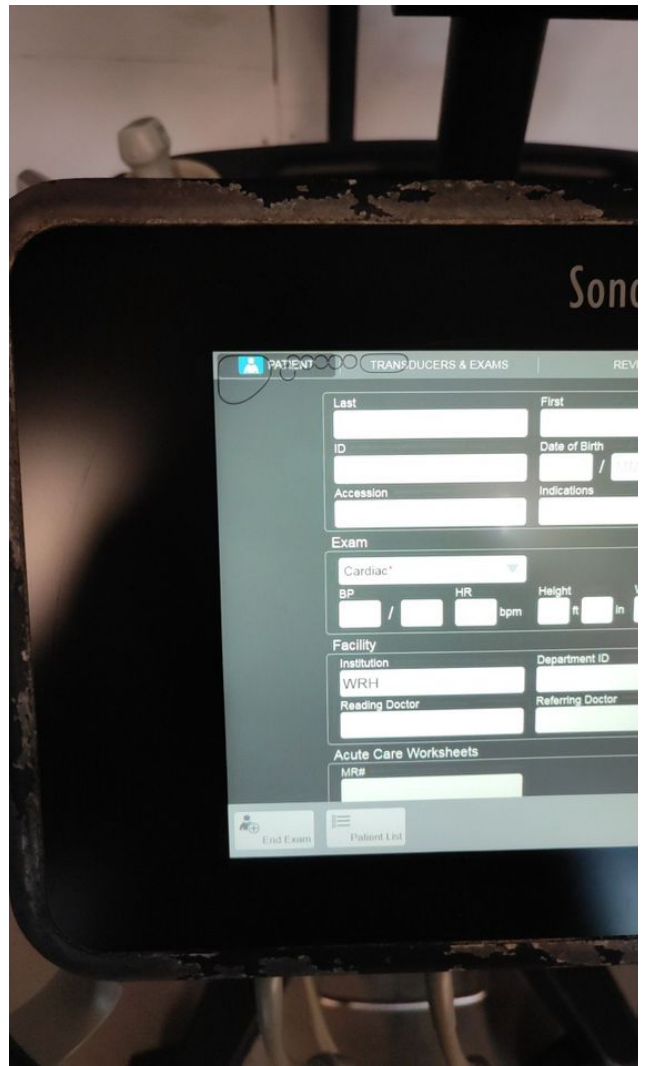 PATIENT TRANSDUCERS & EXAMS
Last First
ID Date of Birth
/
Accession Indications
Exam
Cardiac*
BP HR Height
/ bpm ft in
Facility
Institution Department ID
WRH
Reading Doctor Referring Doctor
Acute Care Worksheets
MR#
End Exam Patient List